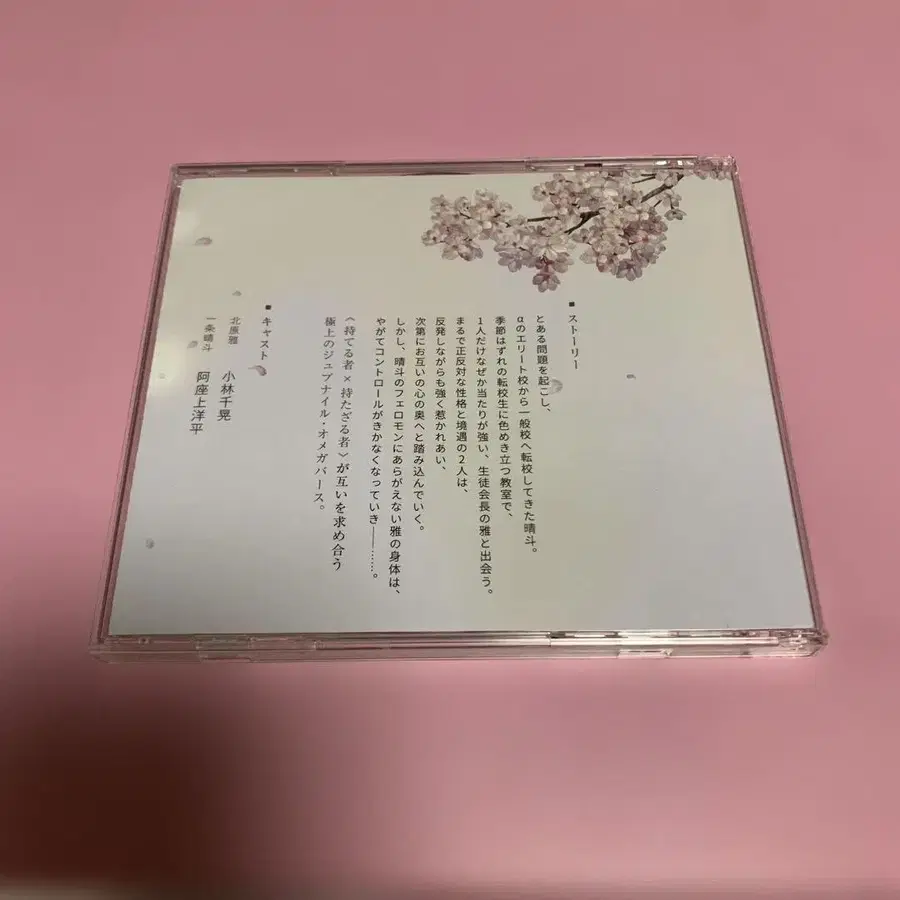 ■ ストーリー
とある問題を起こし、
αのエリート校から一般校へ転校してきた晴斗。
季節はずれの転校生に色めき立つ教室で、
1人だけなぜか当たりが強い、生徒会長の雅と出会う。
まるで正反対な性格と境遇の2人は、
反発しながらも強く惹かれあい、
次第にお互いの心の奥へと踏み込んでいく。
しかし、晴斗のフェロモンにあらがえない雅の身体は、
やがてコントロールがきかなくなっていき――……。
〈持てる者×持たざる者〉が互いを求め合う
極上のジュブナイル・オメガバース。
■ キャスト
北原雅 小林千晃
一条晴斗 阿座上洋平